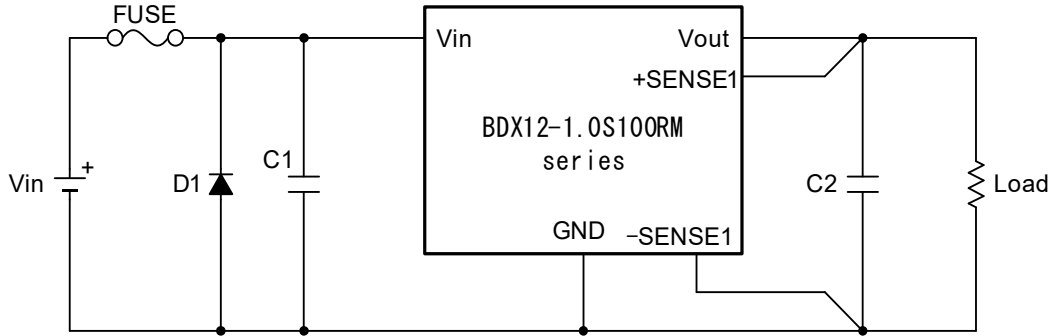 FUSE
Vin
Vout
+SENSE1
BDX12-1.0S100RM
series
C1
Vin
+
D1
C2
Load
GND
-SENSE1